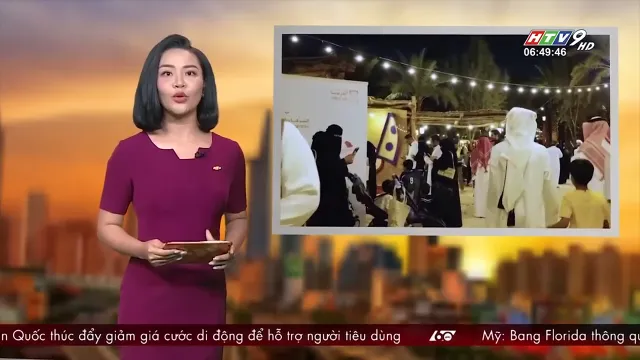 HTV9 HD
06:49:46
n Quốc thúc đẩy giảm giá cước di động để hỗ trợ người tiêu dùng
Mỹ: Bang Florida thông q